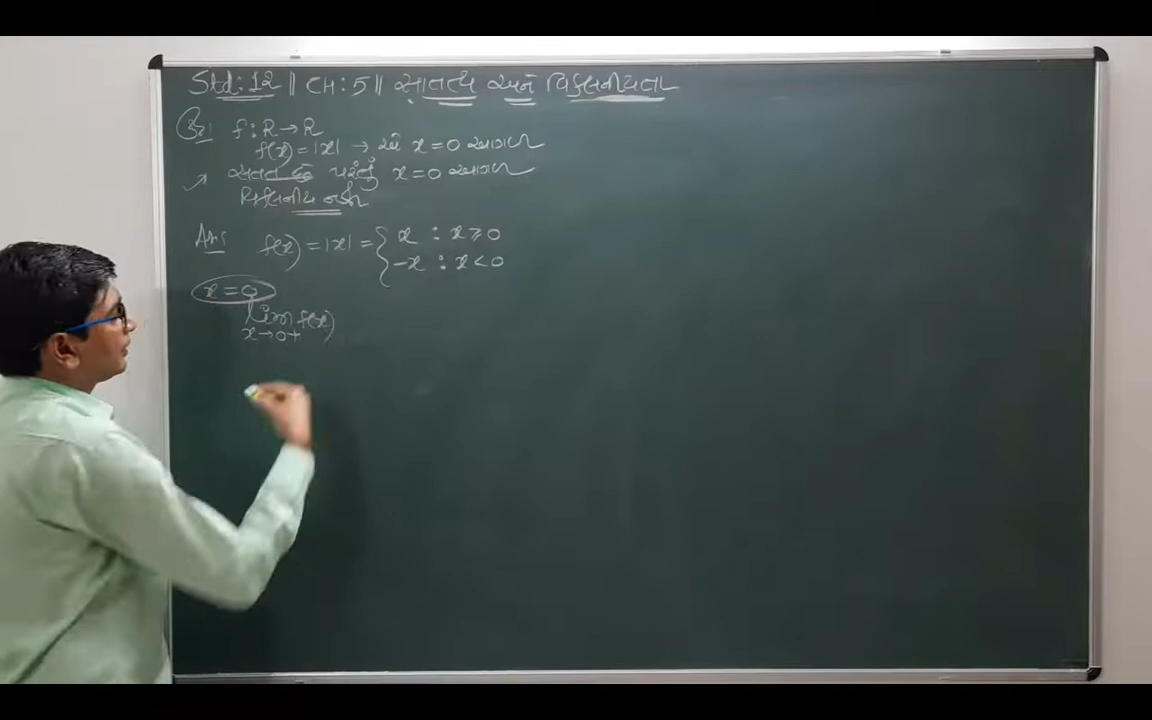 Std: 12 || CH: 5 || સાતત્ય અને વિકલનીયતા
f: R → R
f(x) = |x| → એ x = 0 આગળ
સતત છે પરંતુ x = 0 આગળ
વિકલનીય નથી
Ans f(x) = |x| = { x : x ≥ 0
-x : x < 0
x = 0
lim f(x)
x → 0+